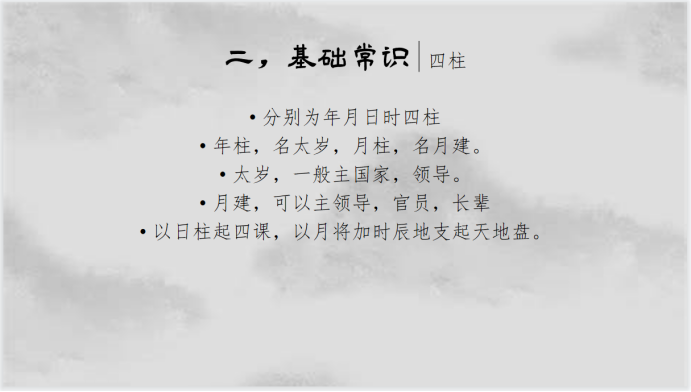 二，基础常识 四柱
• 分别为年月日时四柱
• 年柱，名太岁，月柱，名月建。
• 太岁，一般主国家，领导。
• 月建，可以主领导，官员，长辈
• 以日柱起四课，以月将加时辰地支起天地盘。